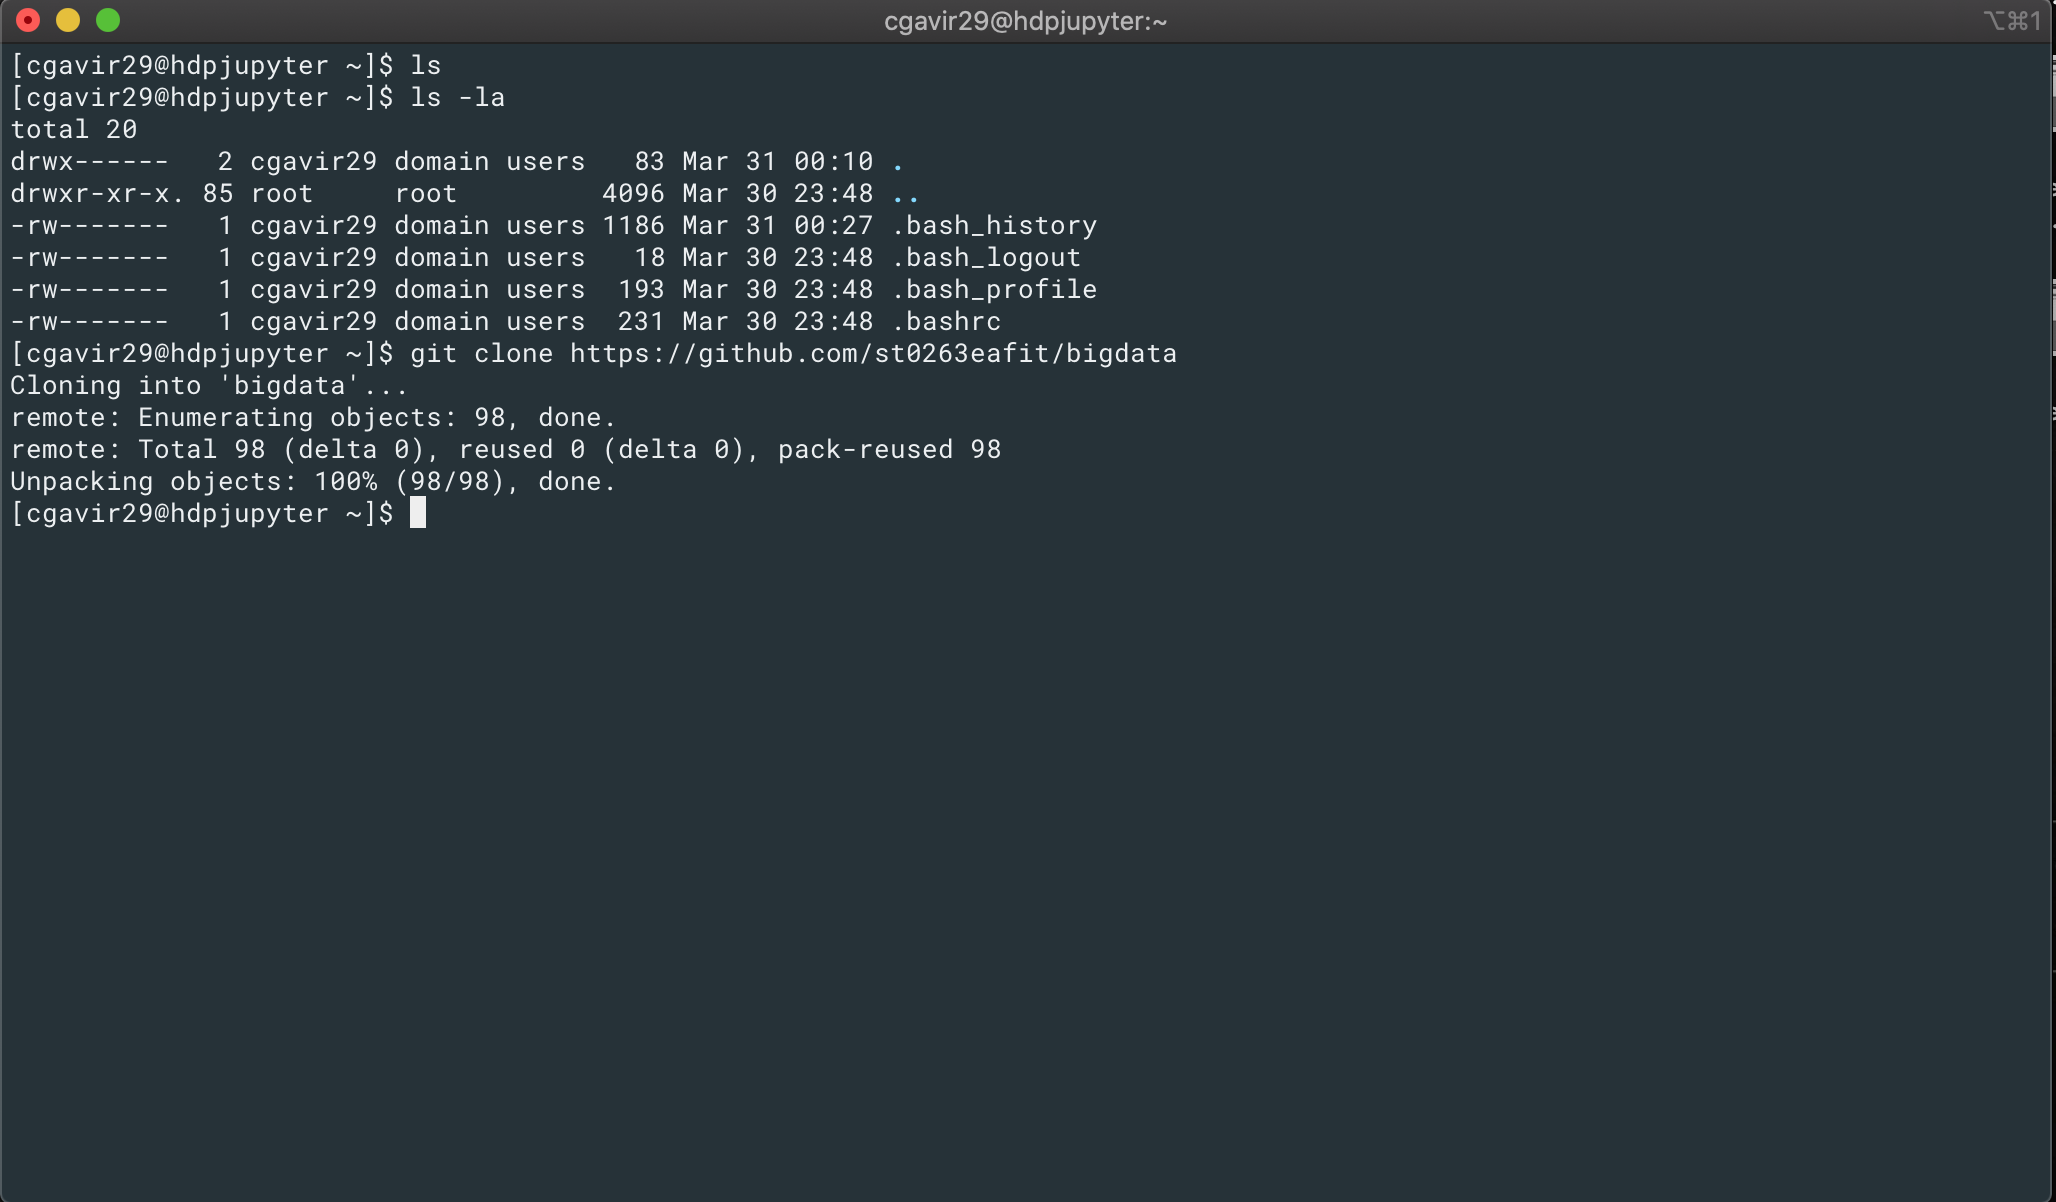 cgavir29@hdpjupyter:~ ⌥⌘1
[cgavir29@hdpjupyter ~]$ ls
[cgavir29@hdpjupyter ~]$ ls -la
total 20
drwx------   2 cgavir29 domain users   83 Mar 31 00:10 .
drwxr-xr-x. 85 root     root         4096 Mar 30 23:48 ..
-rw-------   1 cgavir29 domain users 1186 Mar 31 00:27 .bash_history
-rw-------   1 cgavir29 domain users   18 Mar 30 23:48 .bash_logout
-rw-------   1 cgavir29 domain users  193 Mar 30 23:48 .bash_profile
-rw-------   1 cgavir29 domain users  231 Mar 30 23:48 .bashrc
[cgavir29@hdpjupyter ~]$ git clone https://github.com/st0263eafit/bigdata
Cloning into 'bigdata'...
remote: Enumerating objects: 98, done.
remote: Total 98 (delta 0), reused 0 (delta 0), pack-reused 98
Unpacking objects: 100% (98/98), done.
[cgavir29@hdpjupyter ~]$